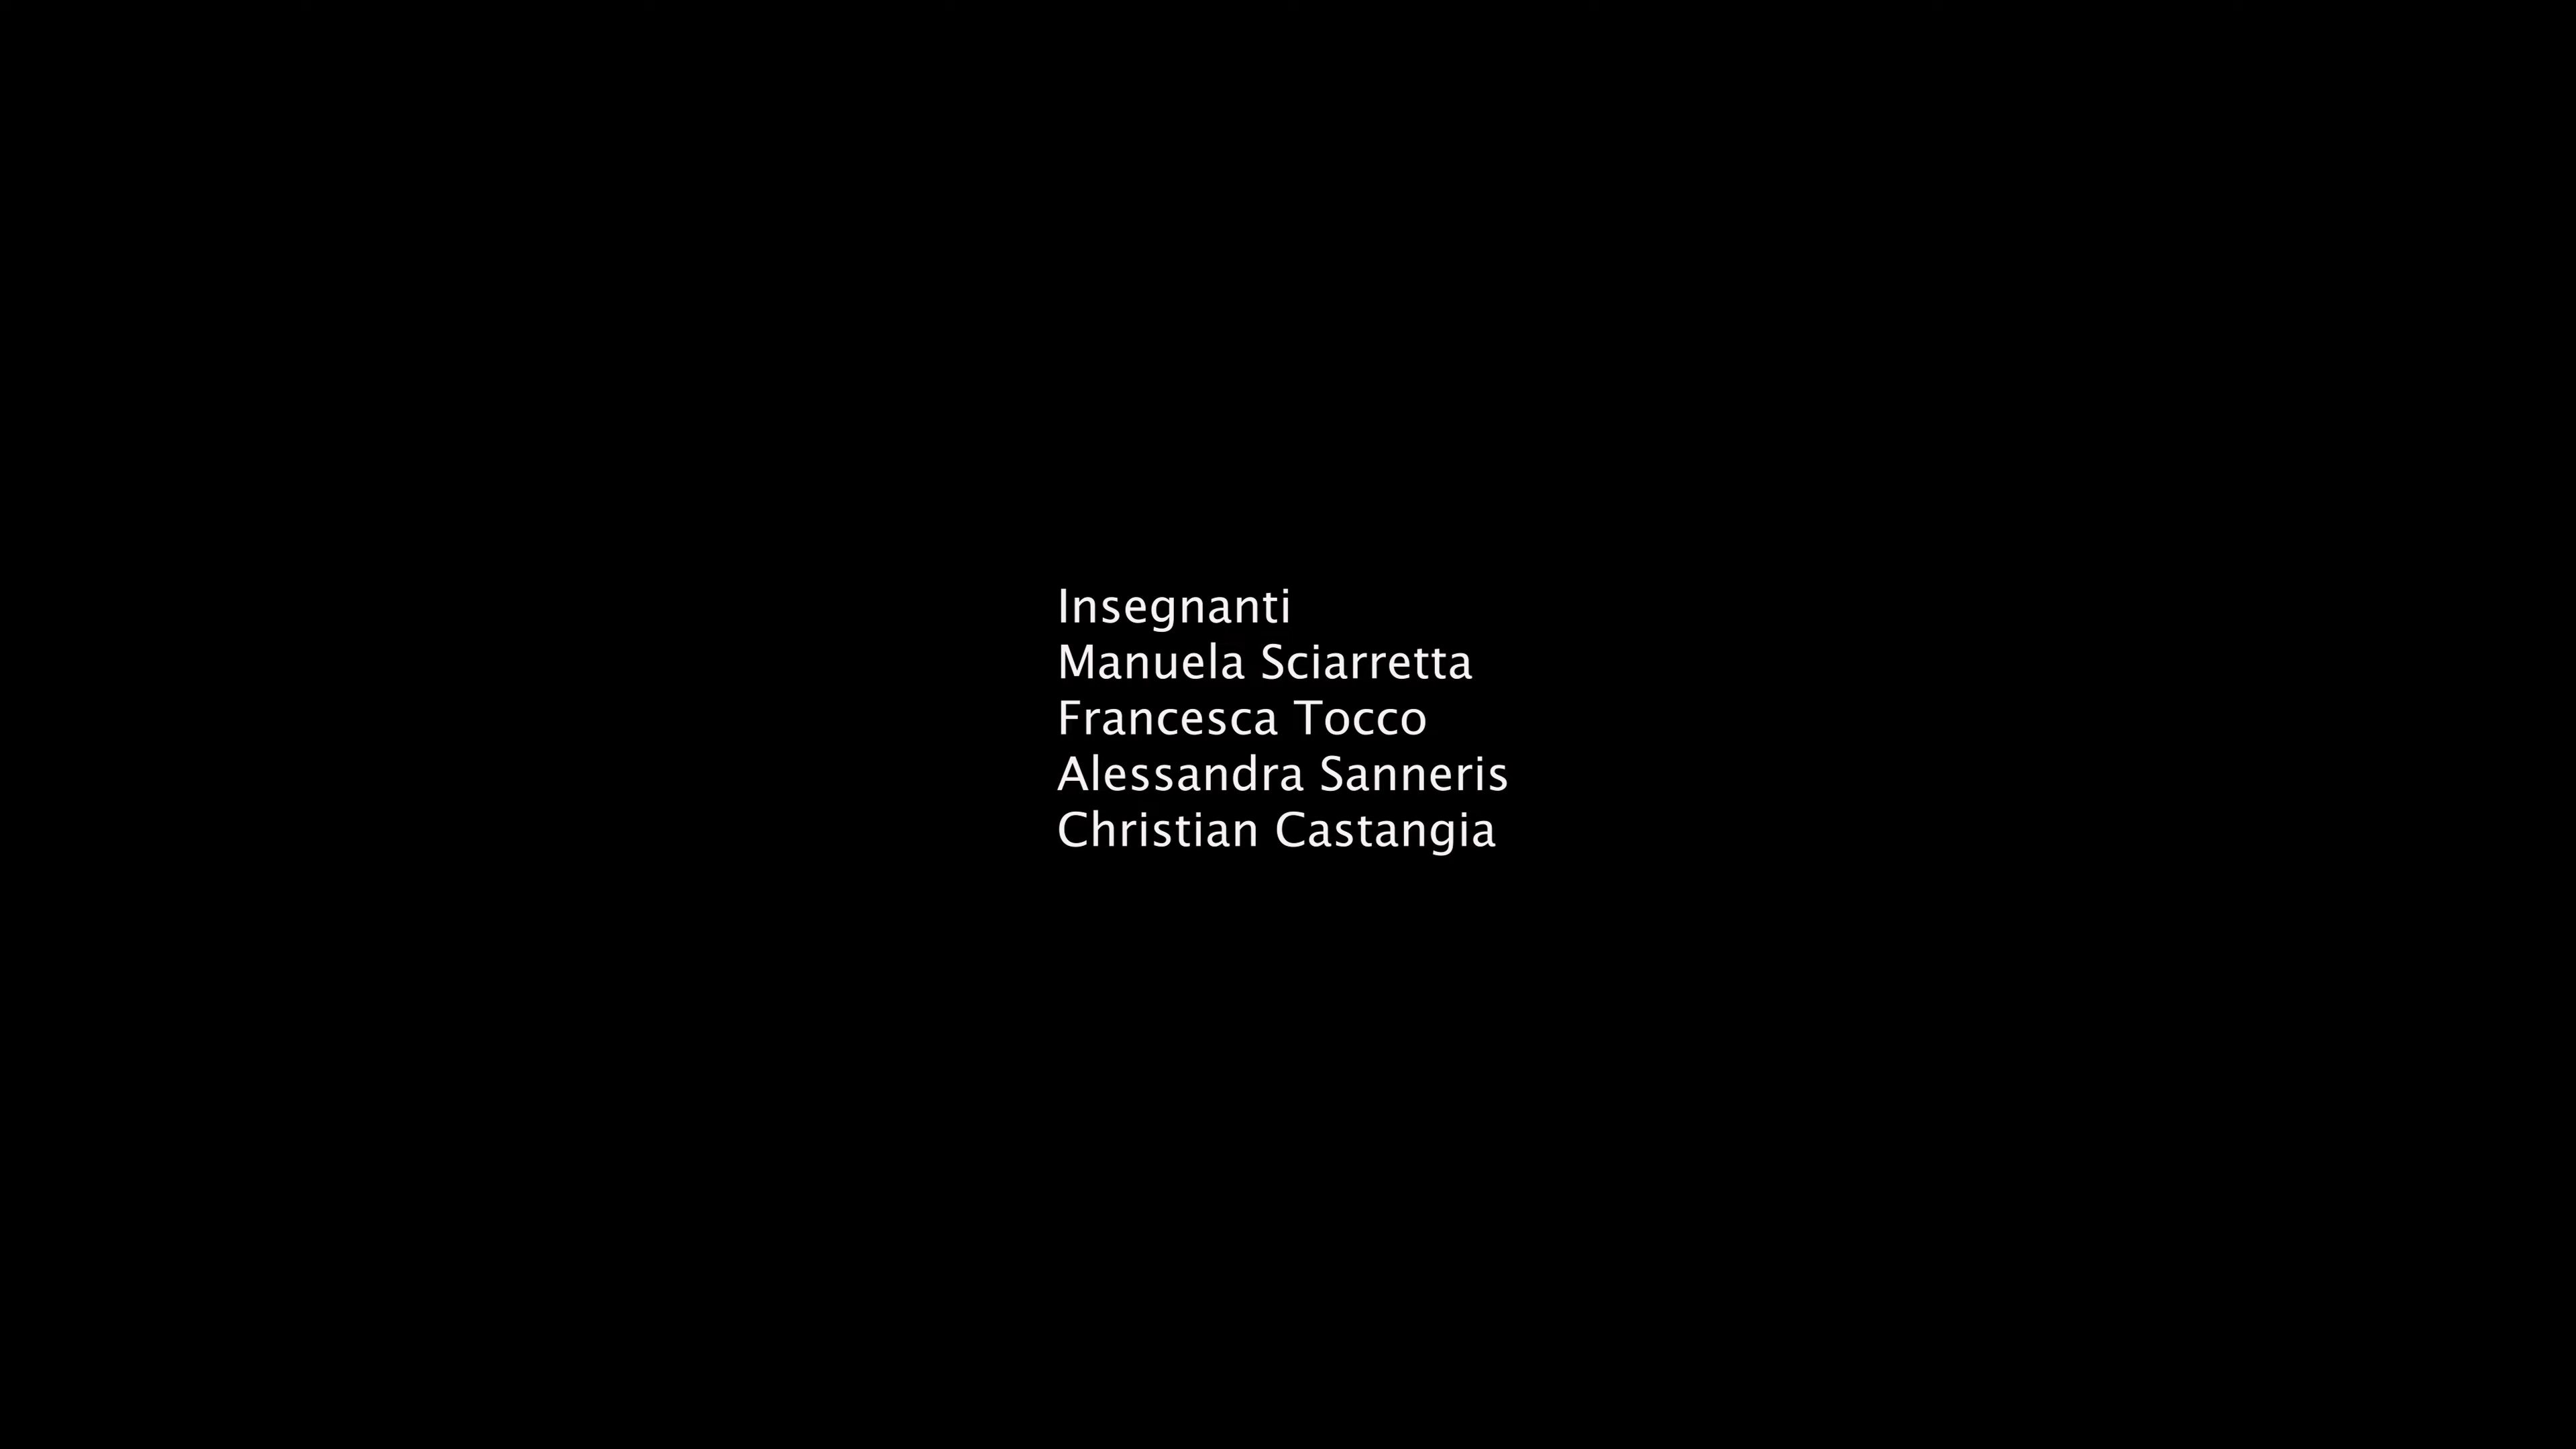 Insegnanti
Manuela Sciarretta
Francesca Tocco
Alessandra Sanneris
Christian Castangia